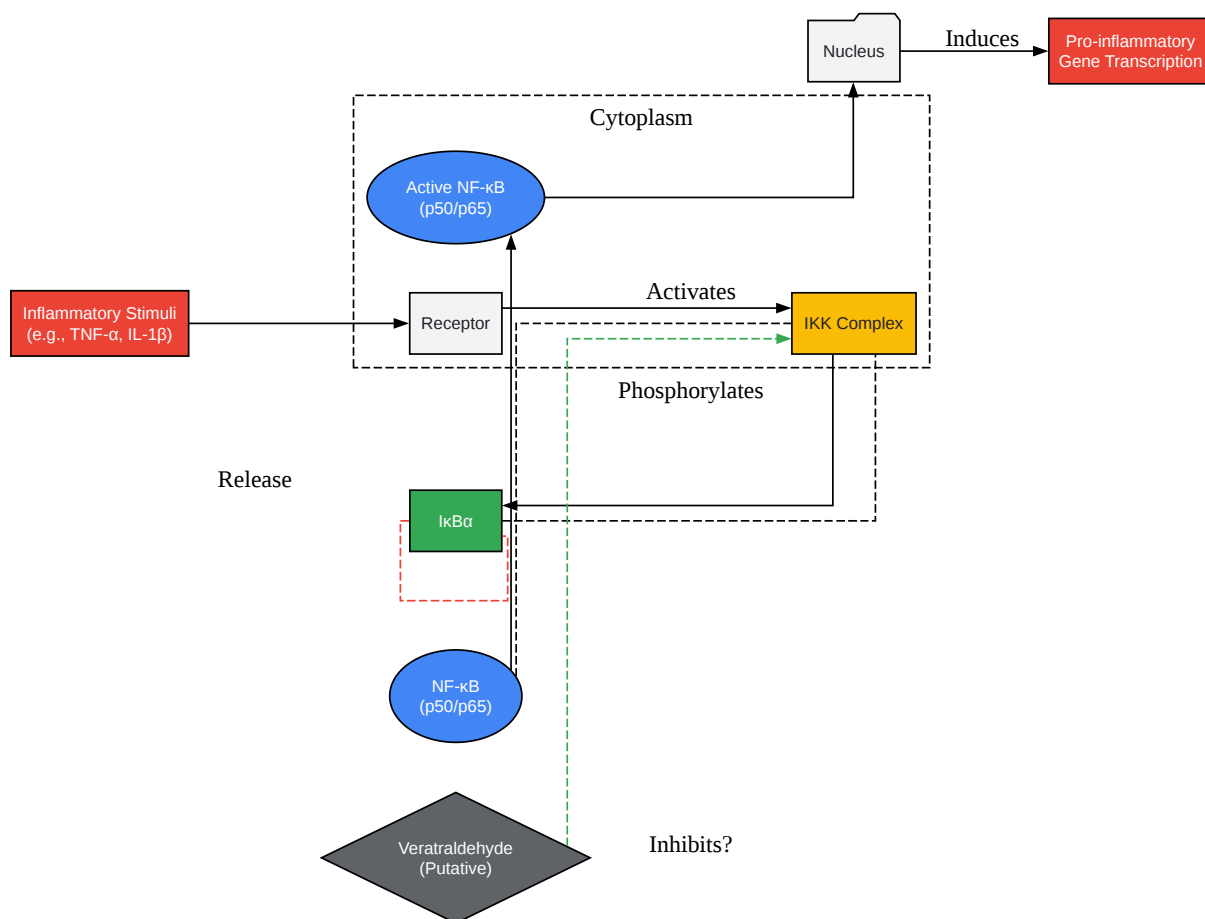 Nucleus
Induces
Pro-inflammatory
Gene Transcription
Cytoplasm
Active NF-κB
(p50/p65)
Inflammatory Stimuli
(e.g., TNF-α, IL-1β)
Receptor
Activates
IKK Complex
Phosphorylates
Release
IκBα
NF-κB
(p50/p65)
Veratraldehyde
(Putative)
Inhibits?